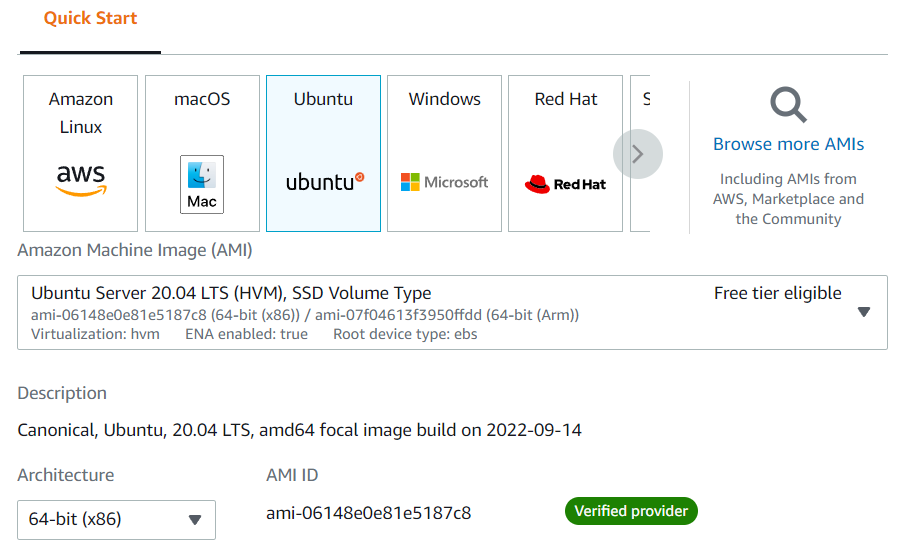 Quick Start
Amazon
Linux
aws
macOS
Mac
Ubuntu
ubuntu
Windows
Microsoft
Red Hat
Red Hat
S
Browse more AMIs
Including AMIs from
AWS, Marketplace and
the Community
Amazon Machine Image (AMI)
Ubuntu Server 20.04 LTS (HVM), SSD Volume Type
Free tier eligible
ami-06148e0e81e5187c8 (64-bit (x86)) / ami-07f04613f3950ffdd (64-bit (Arm))
Virtualization: hvm ENA enabled: true Root device type: ebs
Description
Canonical, Ubuntu, 20.04 LTS, amd64 focal image build on 2022-09-14
Architecture
AMI ID
64-bit (x86)
ami-06148e0e81e5187c8
Verified provider